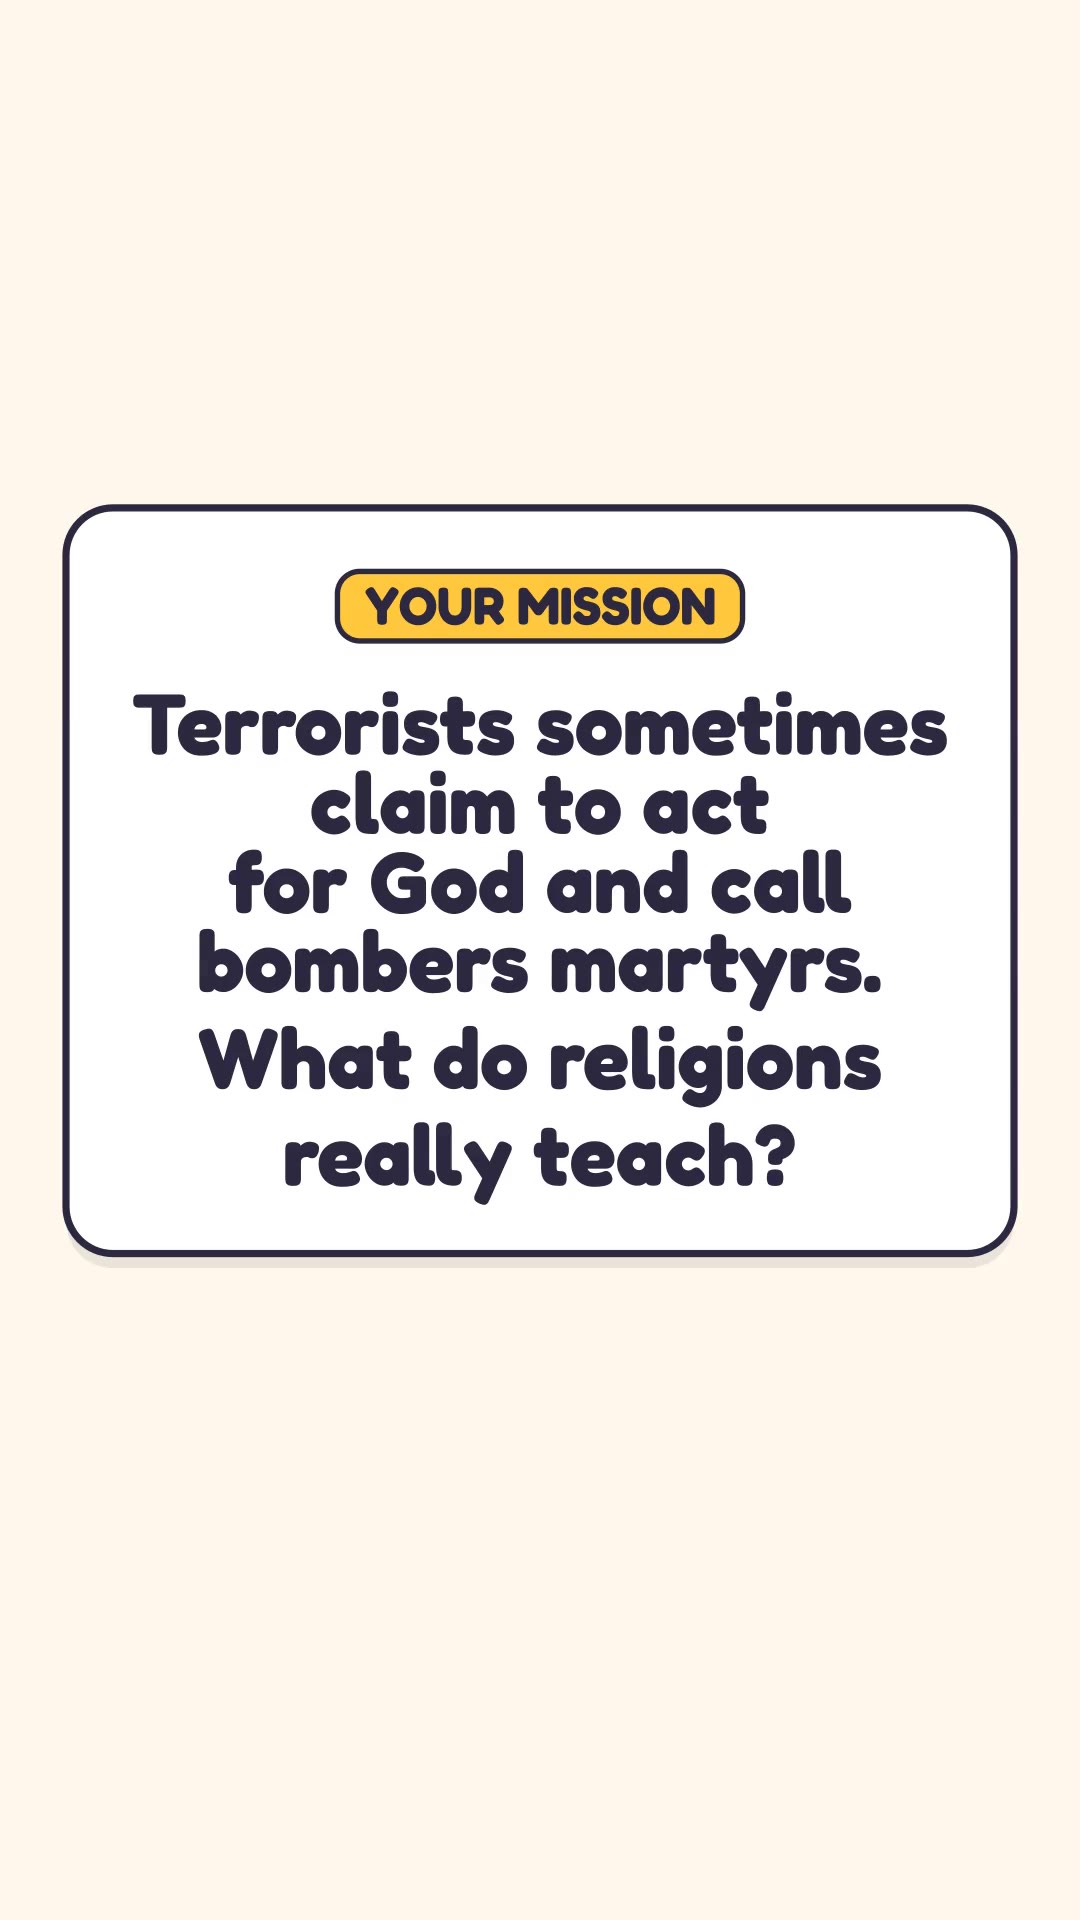 YOUR MISSION
Terrorists sometimes
claim to act
for God and call
bombers martyrs.
What do religions
really teach?